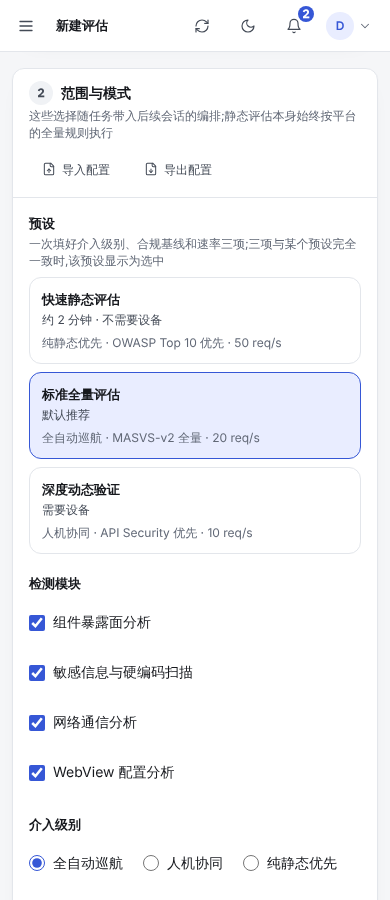 新建评估
2
D
2 范围与模式
这些选择随任务带入后续会话的编排;静态评估本身始终按平台
的全量规则执行
导入配置 导出配置
预设
一次填好介入级别、合规基线和速率三项;三项与某个预设完全
一致时,该预设显示为选中
快速静态评估
约 2 分钟 · 不需要设备
纯静态优先 · OWASP Top 10 优先 · 50 req/s
标准全量评估
默认推荐
全自动巡航 · MASVS-v2 全量 · 20 req/s
深度动态验证
需要设备
人机协同 · API Security 优先 · 10 req/s
检测模块
组件暴露面分析
敏感信息与硬编码扫描
网络通信分析
WebView 配置分析
介入级别
全自动巡航 人机协同 纯静态优先